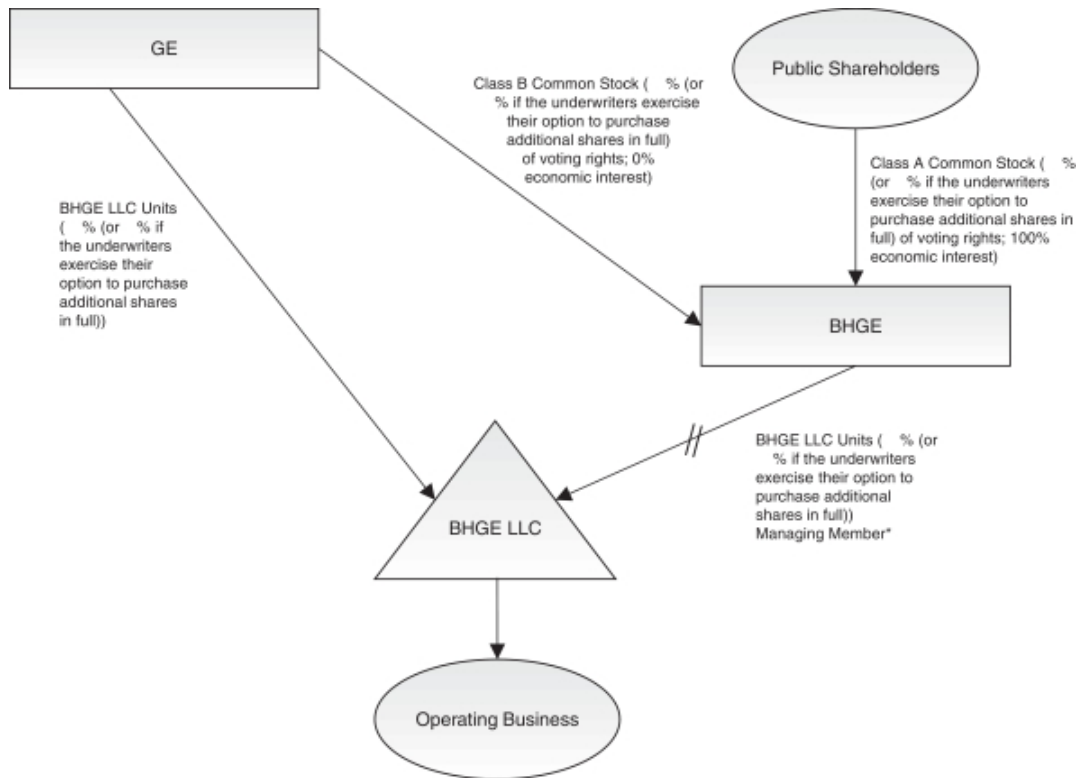 GE
Public Shareholders
Class B Common Stock (   % (or
% if the underwriters exercise
their option to purchase
additional shares in full)
of voting rights; 0%
economic interest)
Class A Common Stock (   %
(or   % if the underwriters
exercise their option to
purchase additional shares in
full) of voting rights; 100%
economic interest)
BHGE LLC Units
(   % (or   % if
the underwriters
exercise their
option to purchase
additional shares
in full))
BHGE
BHGE LLC Units (   % (or
% if the underwriters
exercise their option to
purchase additional
shares in full))
Managing Member*
BHGE LLC
Operating Business